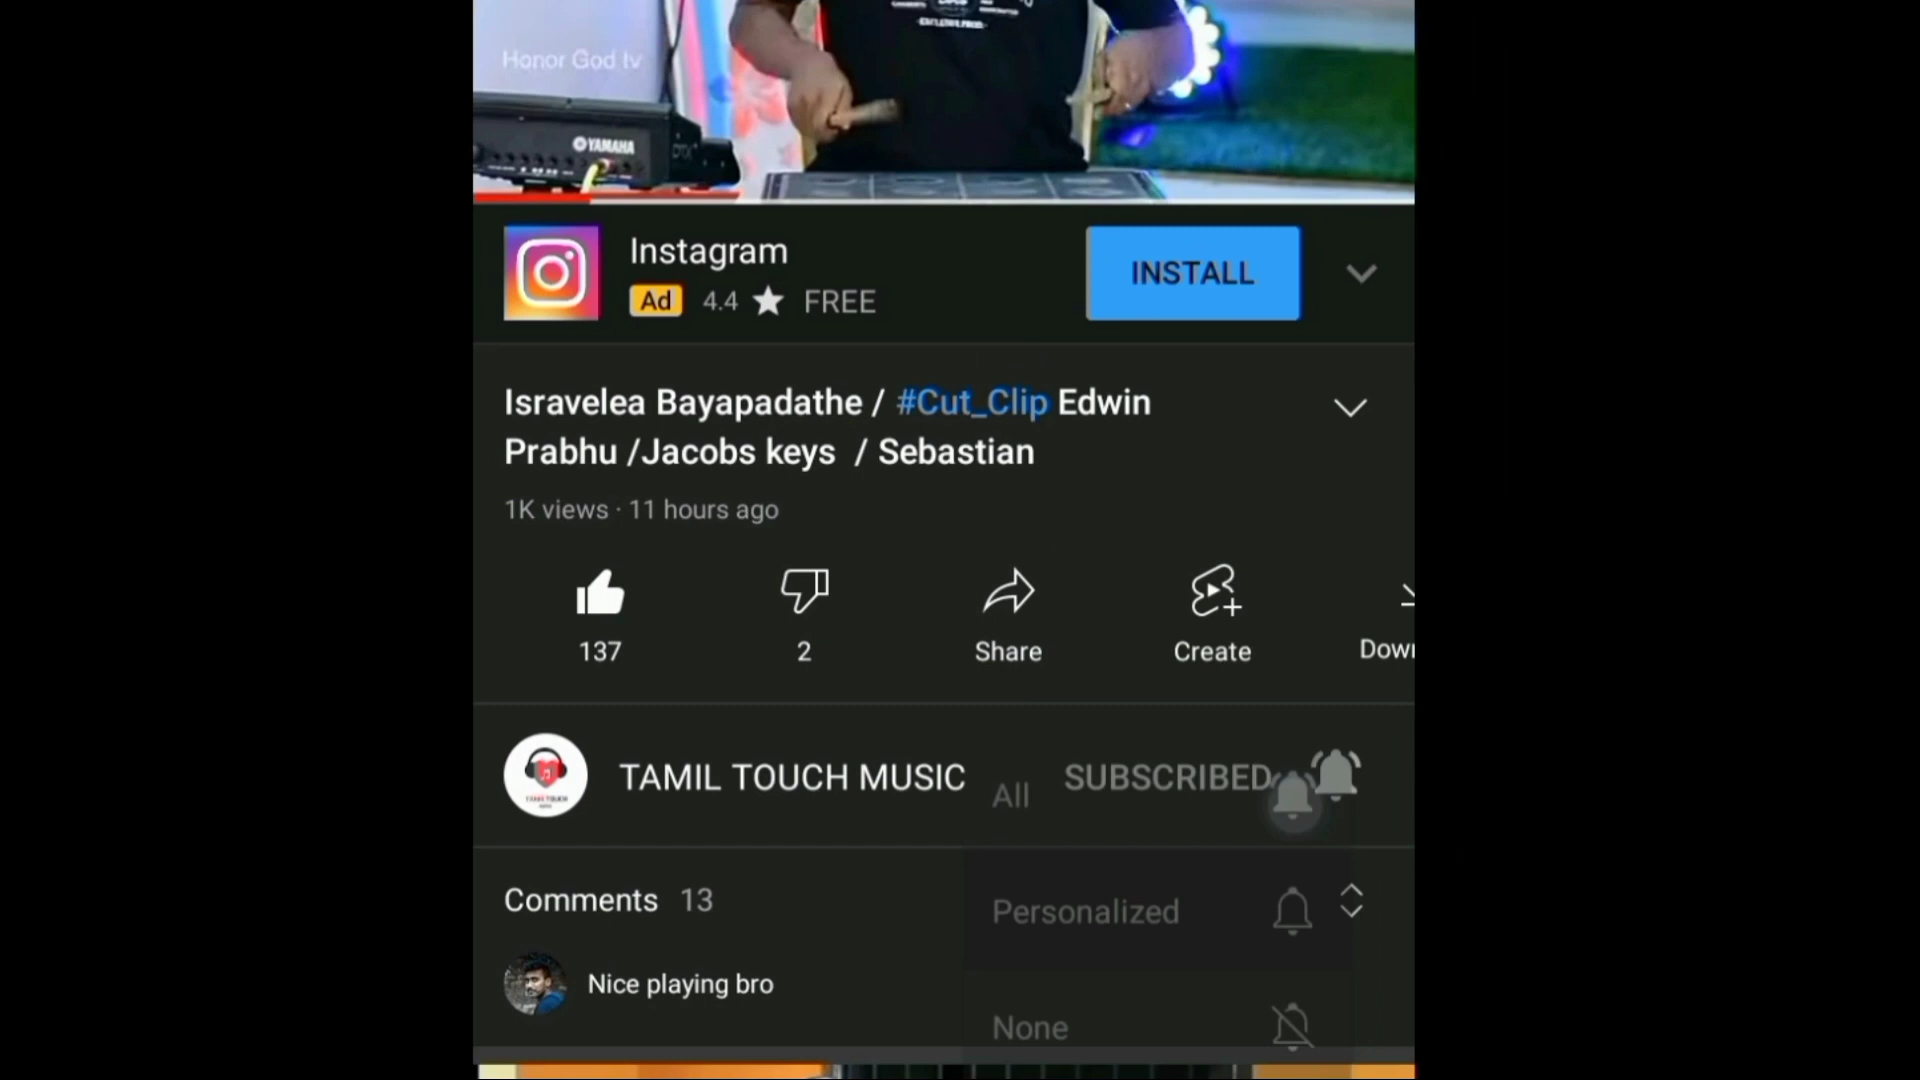 Honor God tv
YAMAHA
DTX
Instagram
INSTALL
Ad 4.4 FREE
Isravelea Bayapadathe / #Cut_Clip Edwin
Prabhu /Jacobs keys / Sebastian
1K views · 11 hours ago
137
2
Share
Create
Down
TAMIL TOUCH MUSIC
All
SUBSCRIBED
Comments 13
Personalized
Nice playing bro
None